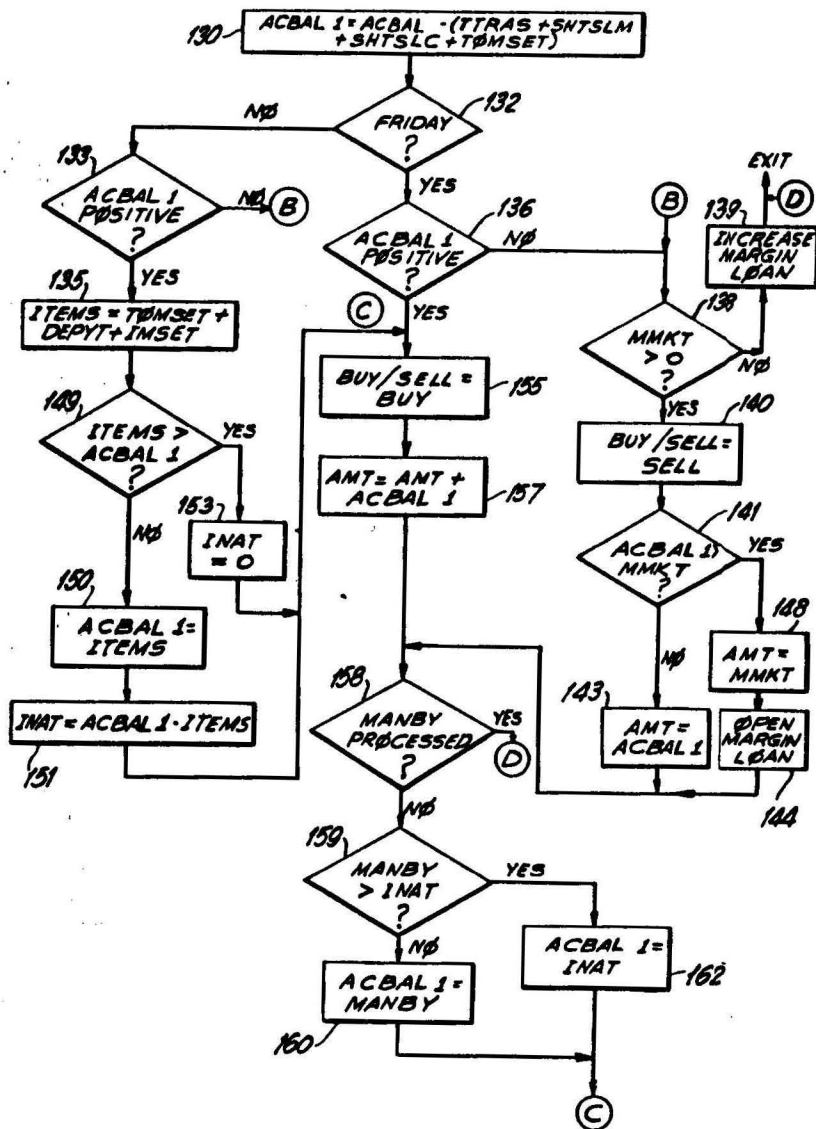 ACBAL 1 = ACBAL - (TTRAS + SHTSLM
+ SHTSLC + TØMSET)
130
132
FRIDAY
?
NØ
YES
133
ACBAL 1
PØSITIVE
?
NØ
B
YES
136
ACBAL 1
PØSITIVE
?
NØ
YES
C
B
EXIT
D
139
INCREASE
MARGIN
LØAN
138
MMKT
> 0
?
NØ
YES
135
ITEMS = TØMSET +
DEPYT + IMSET
149
ITEMS >
ACBAL 1
?
YES
NØ
153
INAT
= 0
150
ACBAL 1 =
ITEMS
INAT = ACBAL 1 - ITEMS
151
BUY/SELL =
BUY
155
AMT = AMT +
ACBAL 1
157
140
BUY/SELL =
SELL
141
ACBAL 1>
MMKT
?
YES
NØ
148
AMT =
MMKT
143
AMT =
ACBAL 1
ØPEN
MARGIN
LØAN
144
158
MANBY
PRØCESSED
?
YES
D
NØ
159
MANBY
> INAT
?
YES
NØ
ACBAL 1 =
MANBY
160
ACBAL 1 =
INAT
162
C